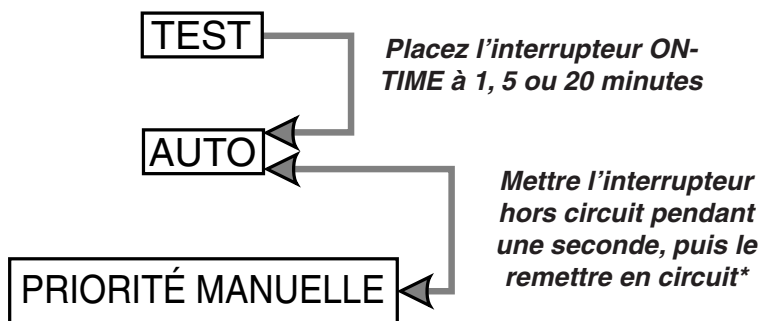 TEST
Placez l’interrupteur ON-
TIME à 1, 5 ou 20 minutes
AUTO
Mettre l’interrupteur
hors circuit pendant
une seconde, puis le
remettre en circuit*
PRIORITÉ MANUELLE